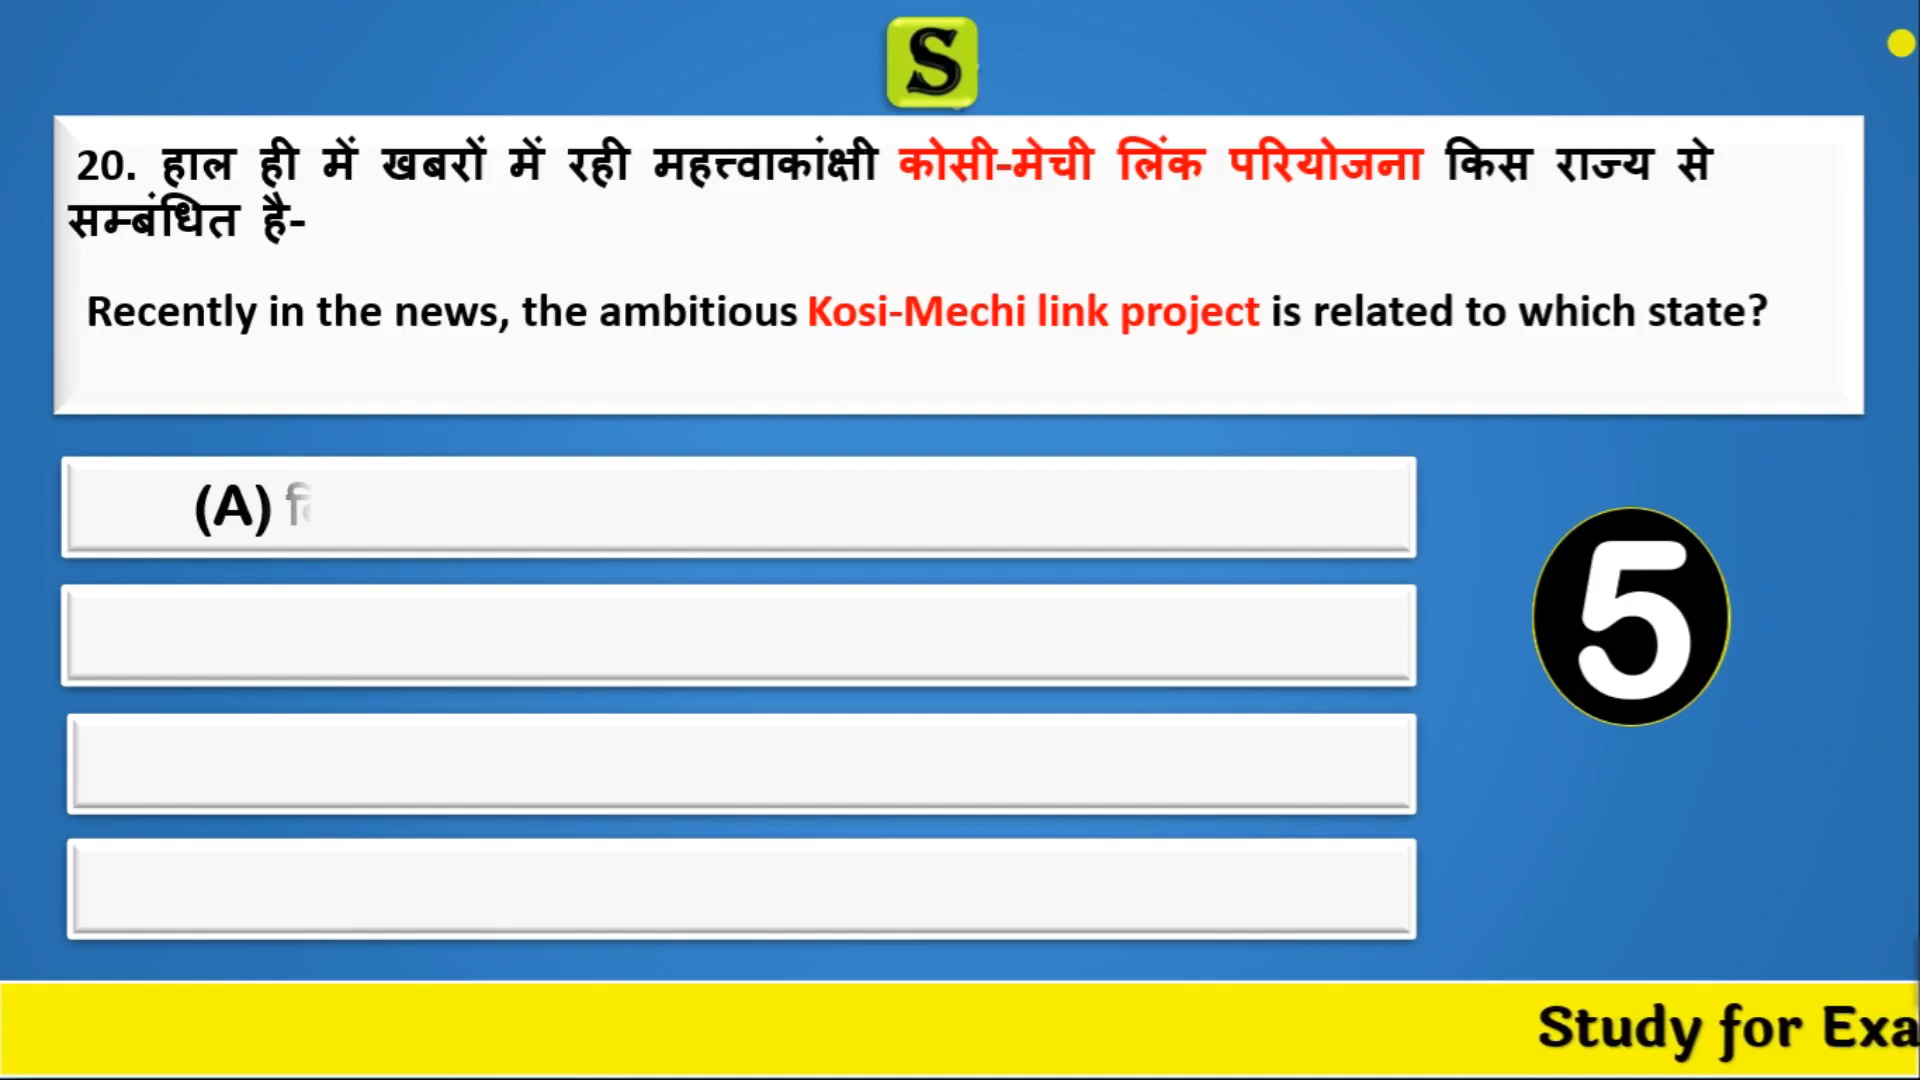 S
20. हाल ही में खबरों में रही महत्त्वाकांक्षी कोसी-मेची लिंक परियोजना किस राज्य से
सम्बंधित है-
Recently in the news, the ambitious Kosi-Mechi link project is related to which state?
(A)
5
Study for Exa